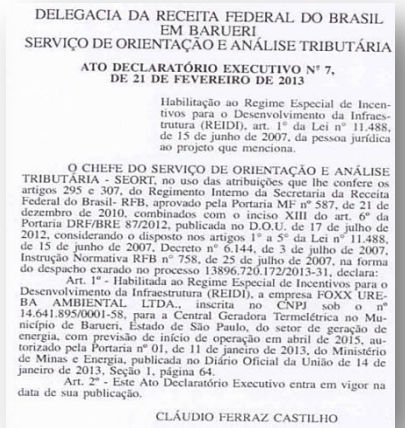 DELEGACIA DA RECEITA FEDERAL DO BRASIL
EM BARUERI
SERVIÇO DE ORIENTAÇÃO E ANÁLISE TRIBUTÁRIA
ATO DECLARATÓRIO EXECUTIVO Nº 7,
DE 21 DE FEVEREIRO DE 2013
Habilitação ao Regime Especial de Incen-
tivos para o Desenvolvimento da Infraes-
trutura (REIDI), art. 1º da Lei nº 11.488,
de 15 de junho de 2007, da pessoa jurídica
ao projeto que menciona.
O CHEFE DO SERVIÇO DE ORIENTAÇÃO E ANÁLISE
TRIBUTÁRIA - SEORT, no uso das atribuições que lhe confere os
artigos 295 e 307, do Regimento Interno da Secretaria da Receita
Federal do Brasil- RFB, aprovado pela Portaria MF nº 587, de 21 de
dezembro de 2010, combinados com o inciso XIII do art. 6º da
Portaria DRF/BRE 87/2012, publicada no D.O.U. de 17 de julho de
2012, considerando o disposto nos artigos 1º a 5º da Lei nº 11.488,
de 15 de junho de 2007, Decreto nº 6.144, de 3 de julho de 2007,
Instrução Normativa RFB nº 758, de 25 de julho de 2007, na forma
do despacho exarado no processo 13896.720.172/2013-31, declara:
Art. 1º - Habilitada ao Regime Especial de Incentivos para o
Desenvolvimento da Infraestrutura (REIDI), a empresa FOXX URE-
BA AMBIENTAL LTDA., inscrita no CNPJ sob o nº
14.641.895/0001-58, para a Central Geradora Termelétrica no Mu-
nicípio de Barueri, Estado de São Paulo, do setor de geração de
energia, com previsão de início de operação em abril de 2015, au-
torizado pela Portaria nº 01, de 11 de janeiro de 2013, do Ministério
de Minas e Energia, publicada no Diário Oficial da União de 14 de
janeiro de 2013, Seção 1, página 64.
Art. 2º - Este Ato Declaratório Executivo entra em vigor na
data de sua publicação.
CLÁUDIO FERRAZ CASTILHO